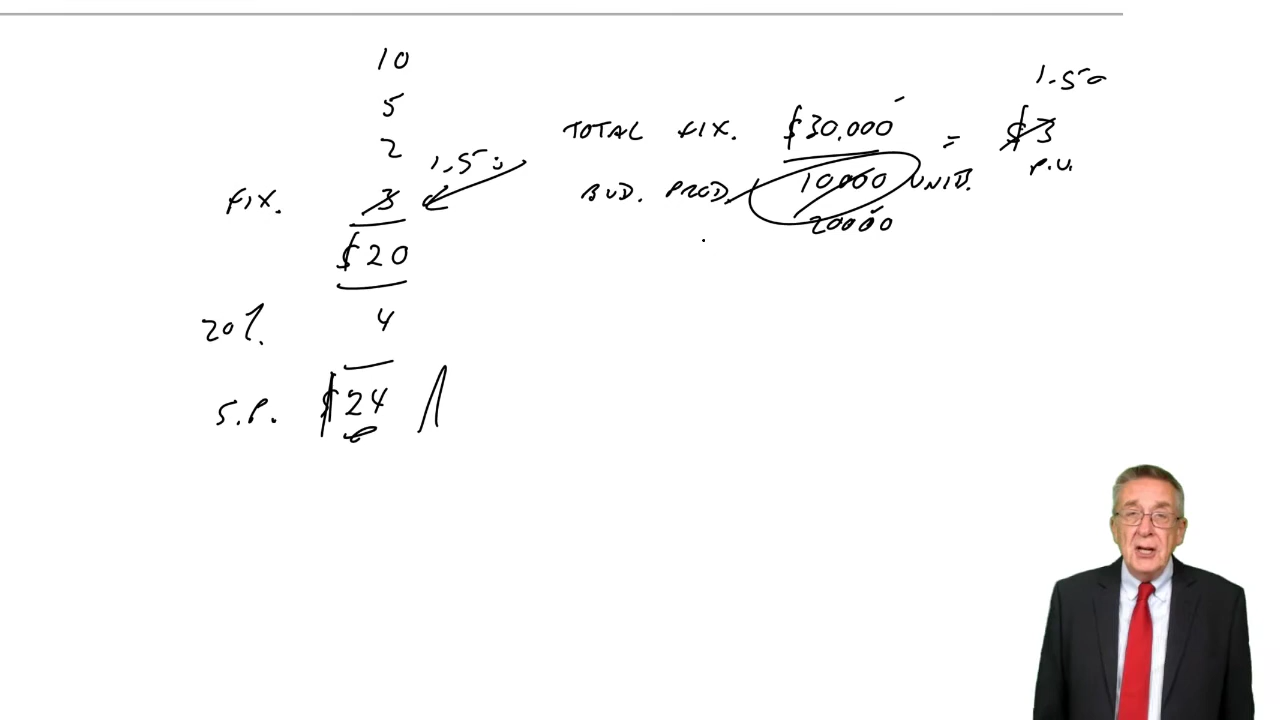 10
5
2
1.50
FIX. 3
$20
20% 4
S.P. $24
TOTAL FIX. $30,000 = $3
1.50
P.U.
BUD. PROD. 10000 UNITS.
20000